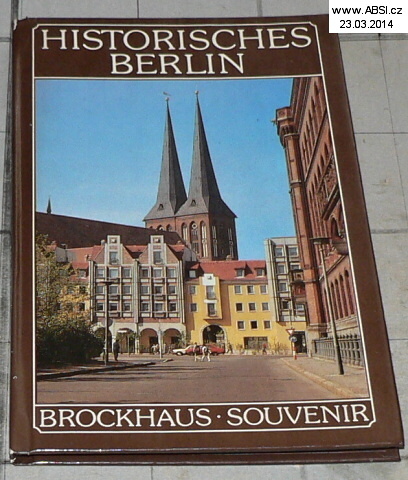 www.ABSI.cz
23.03.2014
HISTORISCHES
BERLIN
BROCKHAUS · SOUVENIR